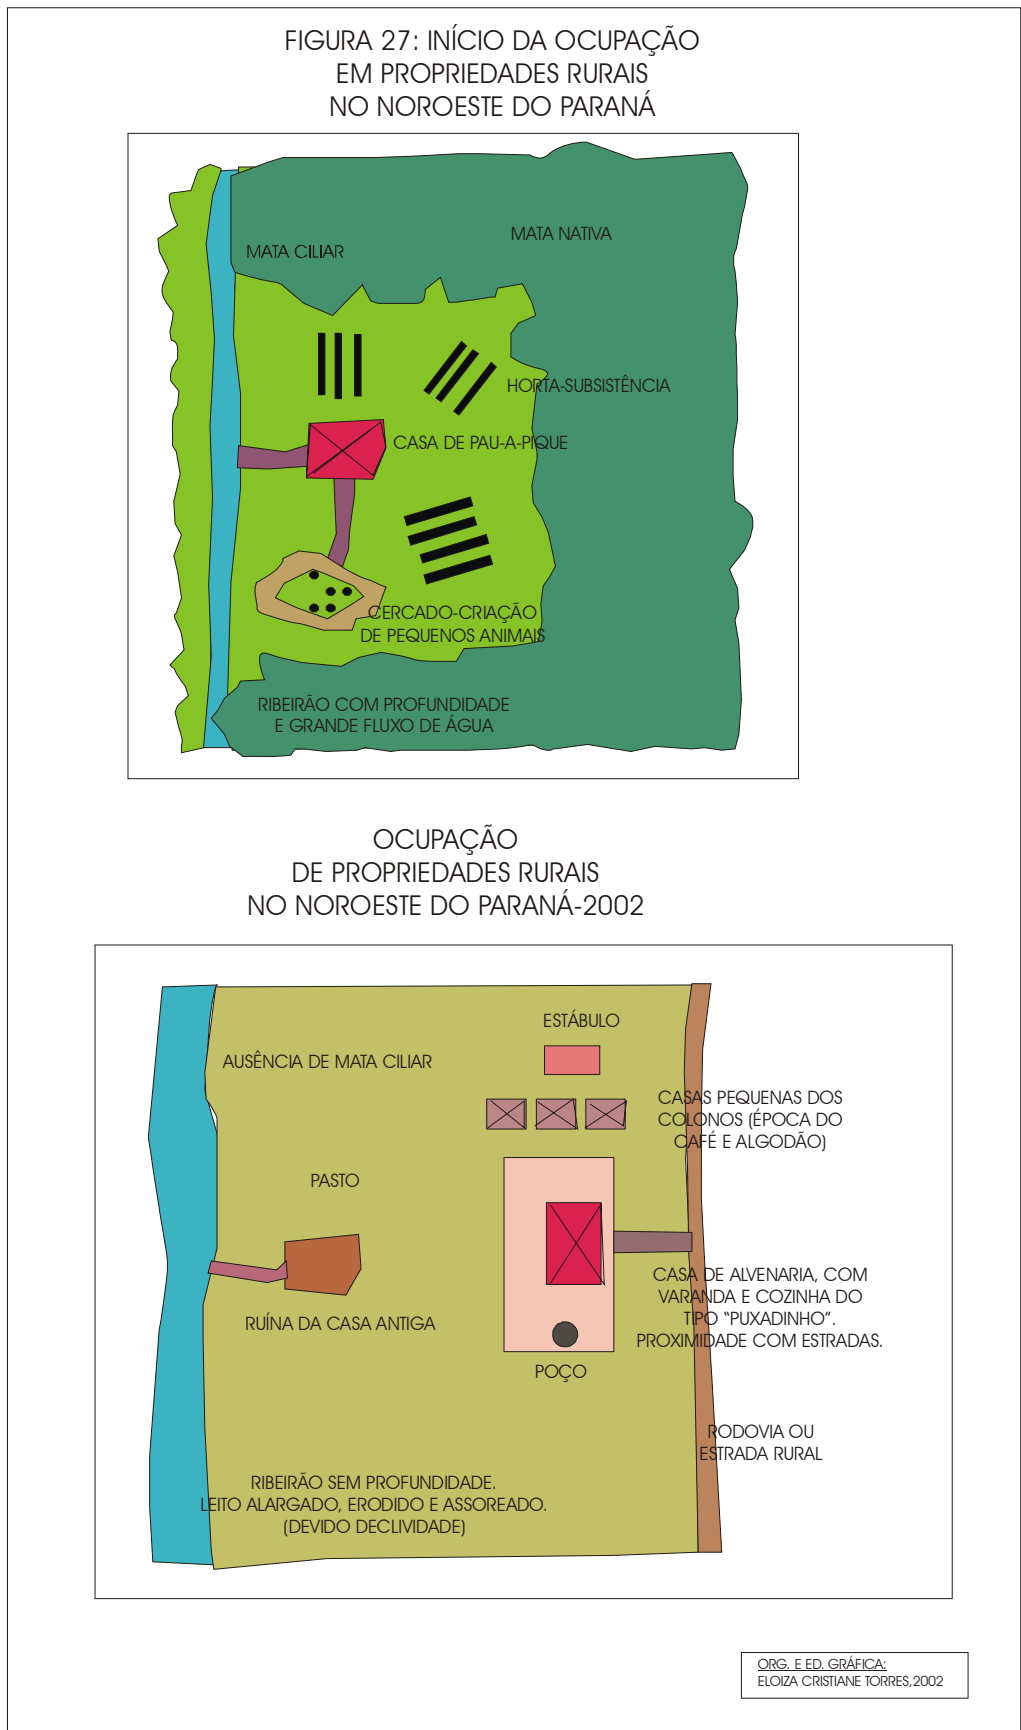 FIGURA 27: INÍCIO DA OCUPAÇÃO
EM PROPRIEDADES RURAIS
NO NOROESTE DO PARANÁ
MATA NATIVA
MATA CILIAR
HORTA-SUBSISTÊNCIA
CASA DE PAU-A-PIQUE
CERCADO-CRIAÇÃO
DE PEQUENOS ANIMAIS
RIBEIRÃO COM PROFUNDIDADE
E GRANDE FLUXO DE ÁGUA
OCUPAÇÃO
DE PROPRIEDADES RURAIS
NO NOROESTE DO PARANÁ-2002
ESTÁBULO
AUSÊNCIA DE MATA CILIAR
CASAS PEQUENAS DOS
COLONOS (ÉPOCA DO
CAFÉ E ALGODÃO)
PASTO
CASA DE ALVENARIA, COM
VARANDA E COZINHA DO
TIPO “PUXADINHO”.
PROXIMIDADE COM ESTRADAS.
RUÍNA DA CASA ANTIGA
POÇO
RODOVIA OU
ESTRADA RURAL
RIBEIRÃO SEM PROFUNDIDADE.
LEITO ALARGADO, ERODIDO E ASSOREADO.
(DEVIDO DECLIVIDADE)
ORG. E ED. GRÁFICA:
ELOIZA CRISTIANE TORRES,2002